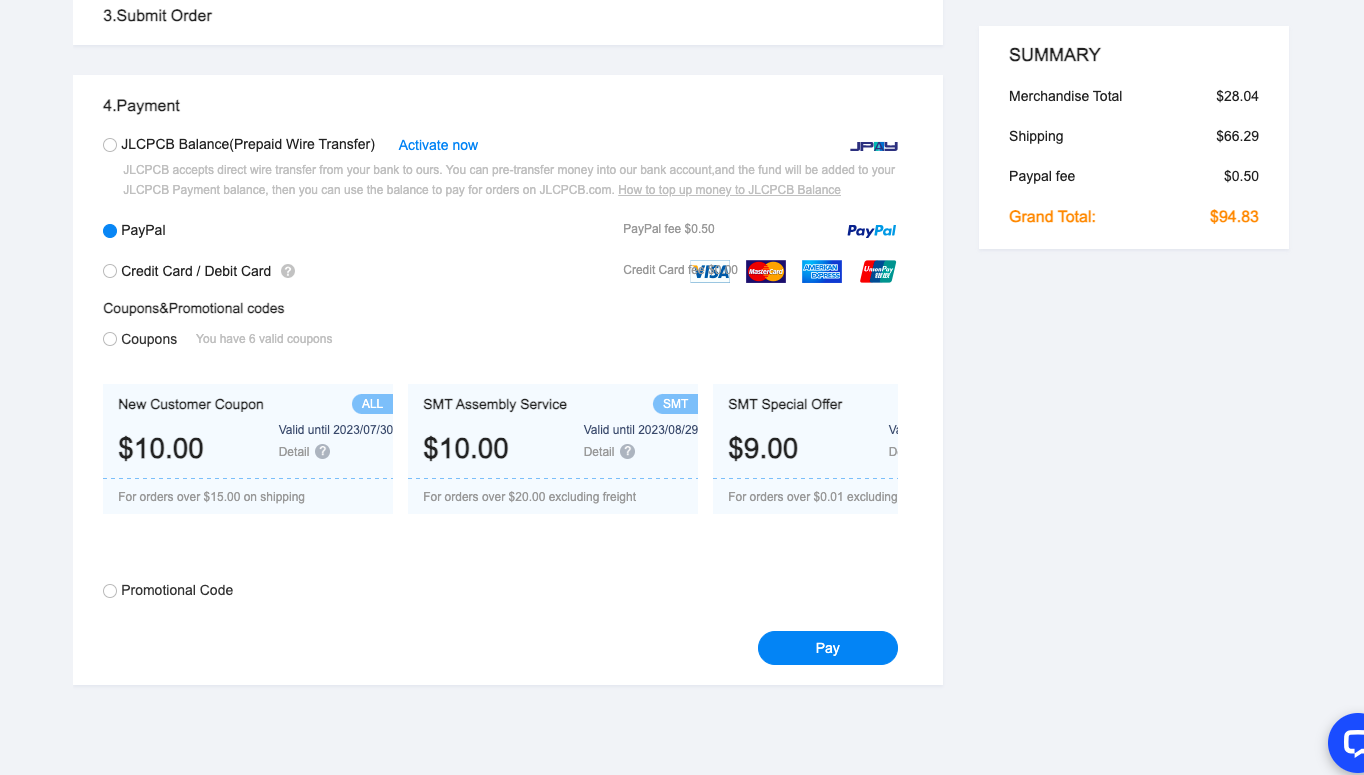 3.Submit Order
4.Payment
JLCPCB Balance(Prepaid Wire Transfer) Activate now JPAY
JLCPCB accepts direct wire transfer from your bank to ours. You can pre-transfer money into our bank account,and the fund will be added to your
JLCPCB Payment balance, then you can use the balance to pay for orders on JLCPCB.com. How to top up money to JLCPCB Balance
PayPal PayPal fee $0.50 PayPal
Credit Card / Debit Card ? Credit Card fee VISA MasterCard AMERICAN EXPRESS UnionPay 银联
Coupons&Promotional codes
Coupons You have 6 valid coupons
New Customer Coupon ALL
$10.00
Valid until 2023/07/30
Detail ?
For orders over $15.00 on shipping
SMT Assembly Service SMT
$10.00
Valid until 2023/08/29
Detail ?
For orders over $20.00 excluding freight
SMT Special Offer
$9.00
For orders over $0.01 excluding
Promotional Code
Pay
SUMMARY
Merchandise Total $28.04
Shipping $66.29
Paypal fee $0.50
Grand Total: $94.83